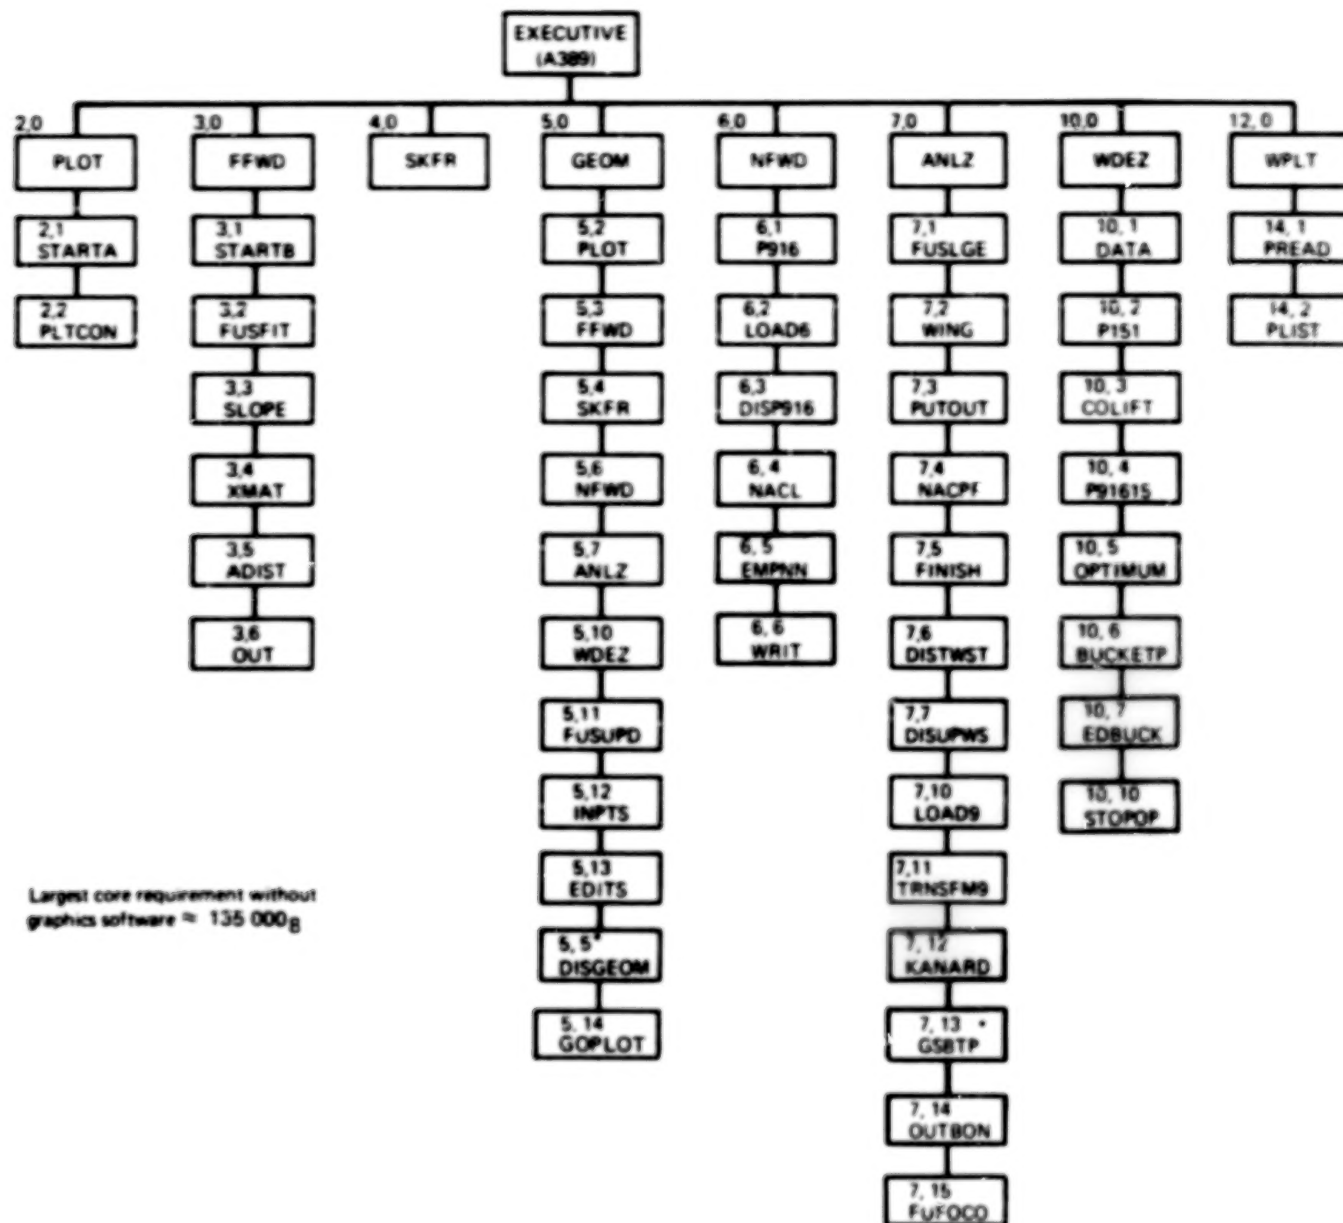 EXECUTIVE
(A389)
2,0
PLOT
2,1
STARTA
2,2
PLTCON
3,0
FFWD
3,1
STARTB
3,2
FUSFIT
3,3
SLOPE
3,4
XMAT
3,5
ADIST
3,6
OUT
4,0
SKFR
5,0
GEOM
5,2
PLOT
5,3
FFWD
5,4
SKFR
5,6
NFWD
5,7
ANLZ
5,10
WDEZ
5,11
FUSUPD
5,12
INPTS
5,13
EDITS
5, 5*
DISGEOM
5, 14
GOPLOT
6,0
NFWD
6,1
P916
6,2
LOAD6
6,3
DISP916
6, 4
NACL
6, 5
EMPNN
6, 6
WRIT
7,0
ANLZ
7,1
FUSLGE
7,2
WING
7,3
PUTOUT
7,4
NACPF
7,5
FINISH
7,6
DISTWST
7,7
DISUPWS
7,10
LOAD9
7,11
TRNSFM9
7, 12
KANARD
7, 13 *
GSBTP
7, 14
OUTBON
7, 15
FUFOCO
10,0
WDEZ
10, 1
DATA
10, 2
P151
10, 3
COLIFT
10, 4
P91615
10, 5
OPTIMUM
10, 6
BUCKETP
10, 7
EDBUCK
10, 10
STOPOP
12, 0
WPLT
14, 1
PREAD
14, 2
PLIST
Largest core requirement without
graphics software ≈ 135 000B